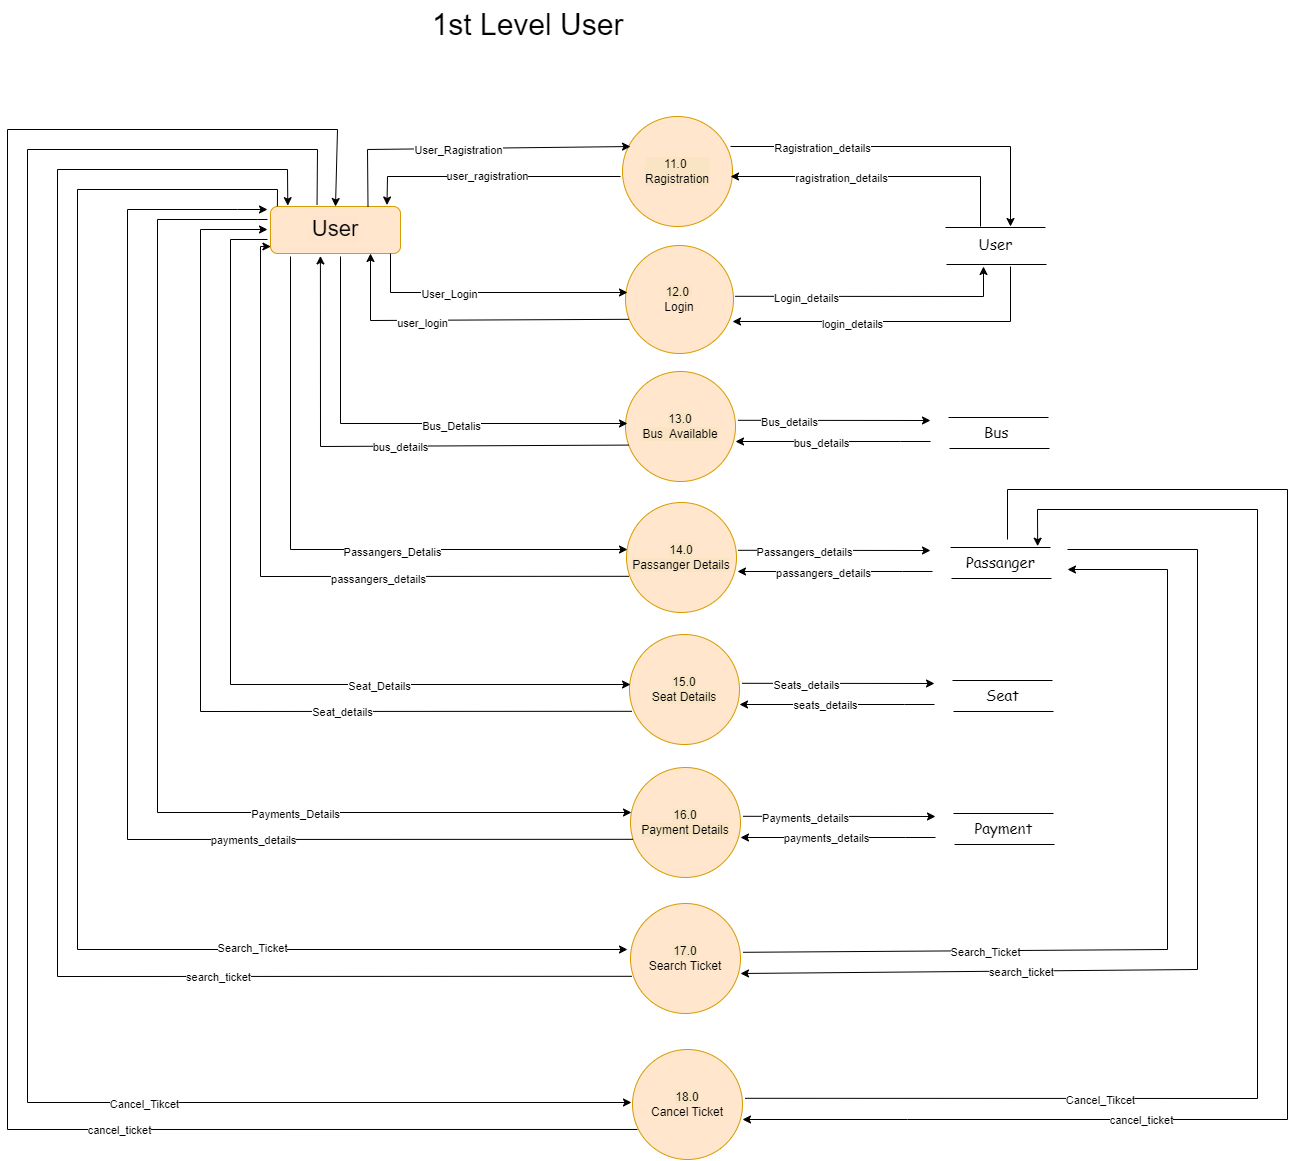 1st Level User
User_Ragistration
11.0
Ragistration
Ragistration_details
user_ragistration
ragistration_details
User
User
User_Login
12.0
Login
Login_details
user_login
login_details
Bus_Detalis
13.0
Bus Available
Bus_details
bus_details
bus_details
Bus
Passangers_Detalis
14.0
Passanger Details
Passangers_details
passangers_details
passangers_details
Passanger
Seat_Details
15.0
Seat Details
Seats_details
Seat_details
seats_details
Seat
Payments_Details
16.0
Payment Details
Payments_details
payments_details
payments_details
Payment
Search_Ticket
17.0
Search Ticket
Search_Ticket
search_ticket
search_ticket
Cancel_Tikcet
18.0
Cancel Ticket
Cancel_Tikcet
cancel_ticket
cancel_ticket